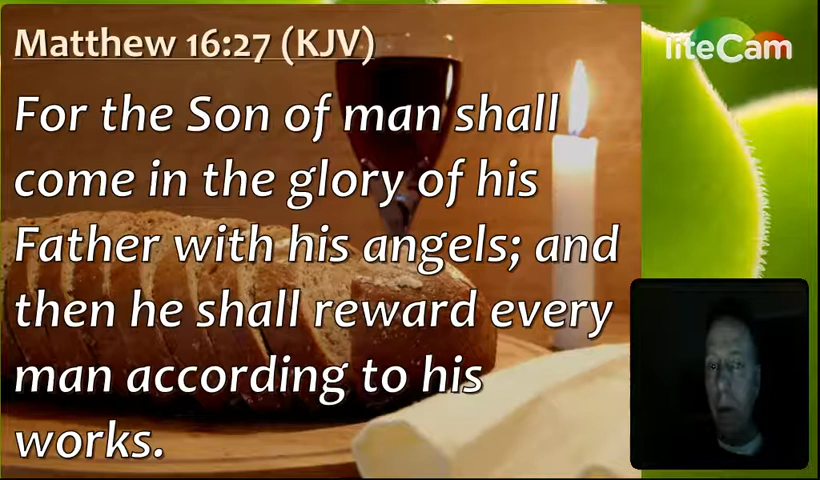 Matthew 16:27 (KJV)
liteCam
For the Son of man shall
come in the glory of his
Father with his angels; and
then he shall reward every
man according to his
works.